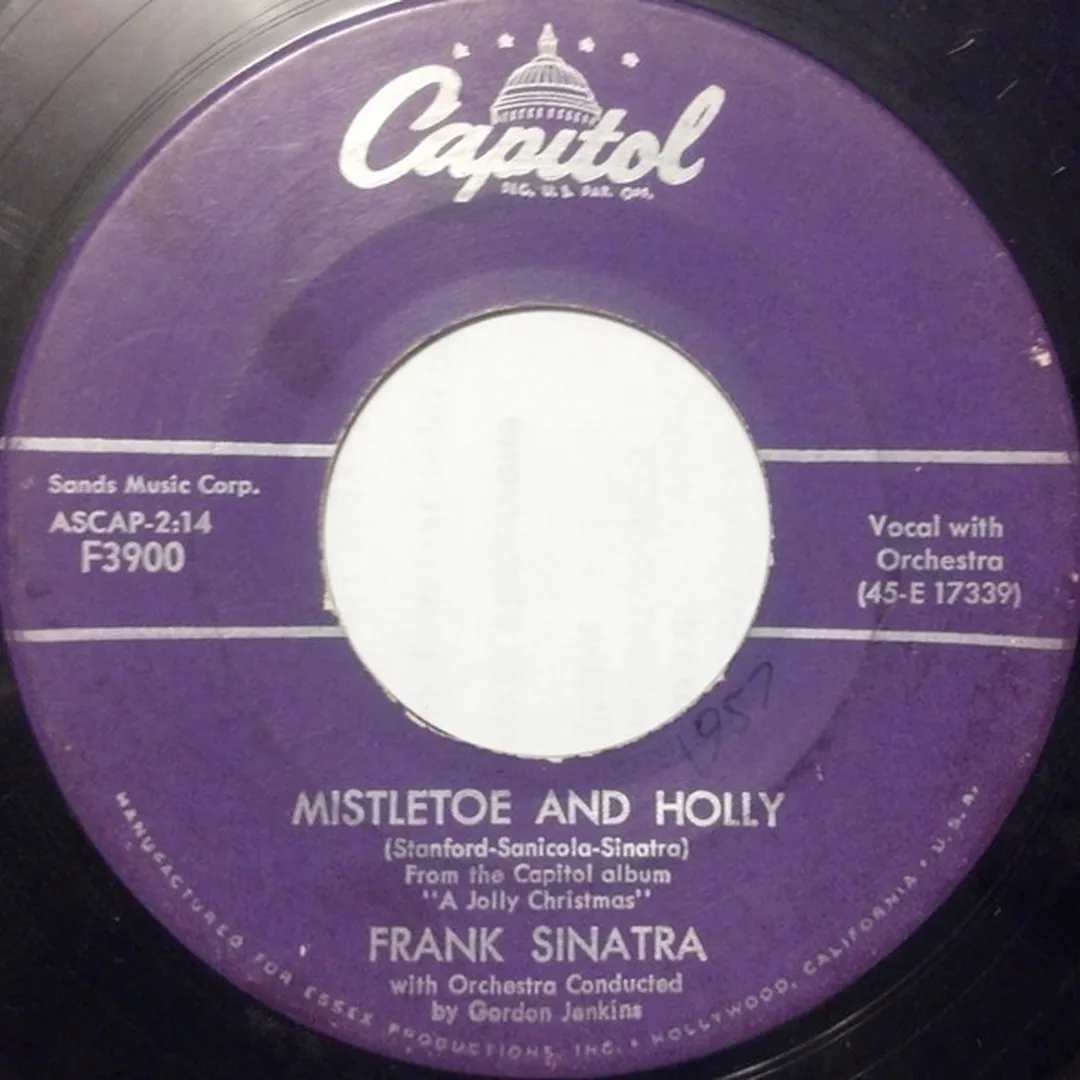 Capitol
REG. U.S. PAT. OFF.
Sands Music Corp.
ASCAP-2:14
F3900
Vocal with
Orchestra
(45-E 17339)
1957
MISTLETOE AND HOLLY
(Stanford-Sanicola-Sinatra)
From the Capitol album
"A Jolly Christmas"
FRANK SINATRA
with Orchestra Conducted
by Gordon Jenkins
MANUFACTURED FOR ESSEX PRODUCTIONS, INC. • HOLLYWOOD, CALIFORNIA • U.S.A.